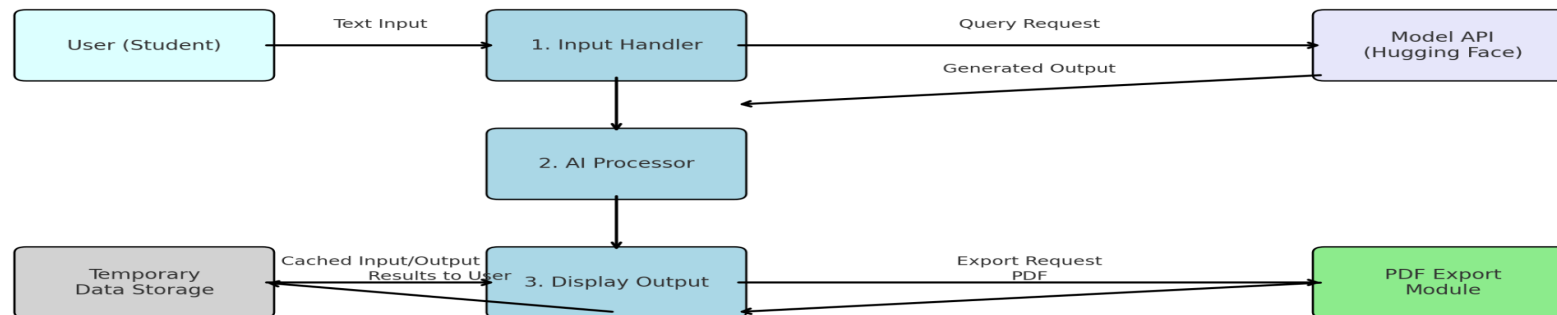 User (Student)
Text Input
1. Input Handler
Query Request
Model API
(Hugging Face)
Generated Output
2. AI Processor
Temporary
Data Storage
Cached Input/Output
Results to User
3. Display Output
Export Request
PDF
PDF Export
Module